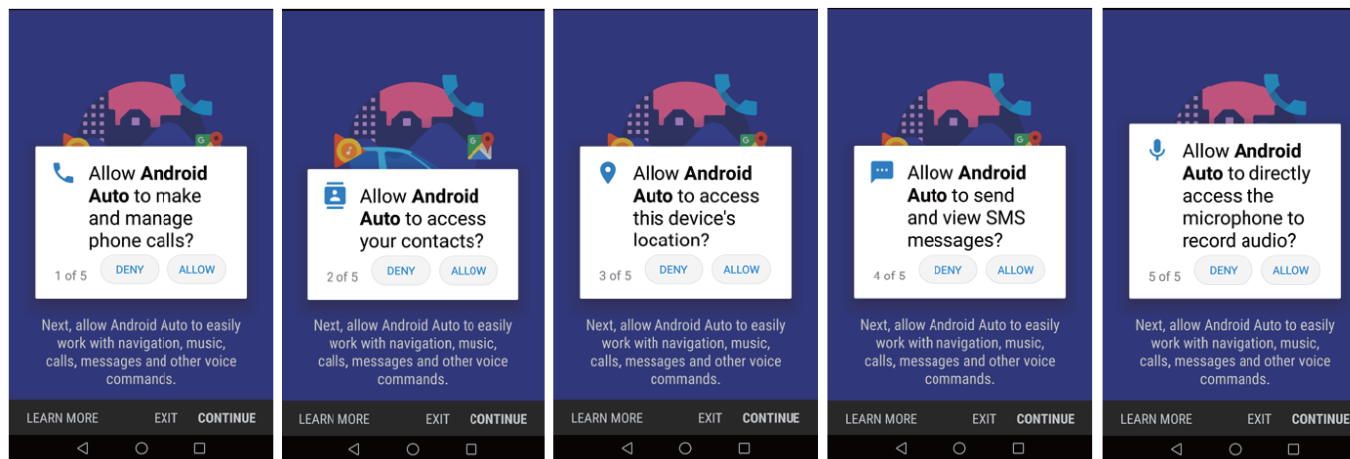 Allow Android
Auto to make
and manage
phone calls?
1 of 5
DENY
ALLOW
Next, allow Android Auto to easily
work with navigation, music,
calls, messages and other voice
commands.
LEARN MORE
EXIT
CONTINUE
Allow Android
Auto to access
your contacts?
2 of 5
DENY
ALLOW
Next, allow Android Auto to easily
work with navigation, music,
calls, messages and other voice
commands.
LEARN MORE
EXIT
CONTINUE
Allow Android
Auto to access
this device's
location?
3 of 5
DENY
ALLOW
Next, allow Android Auto to easily
work with navigation, music,
calls, messages and other voice
commands.
LEARN MORE
EXIT
CONTINUE
Allow Android
Auto to send
and view SMS
messages?
4 of 5
DENY
ALLOW
Next, allow Android Auto to easily
work with navigation, music,
calls, messages and other voice
commands.
LEARN MORE
EXIT
CONTINUE
Allow Android
Auto to directly
access the
microphone to
record audio?
5 of 5
DENY
ALLOW
Next, allow Android Auto to easily
work with navigation, music,
calls, messages and other voice
commands.
LEARN MORE
EXIT
CONTINUE